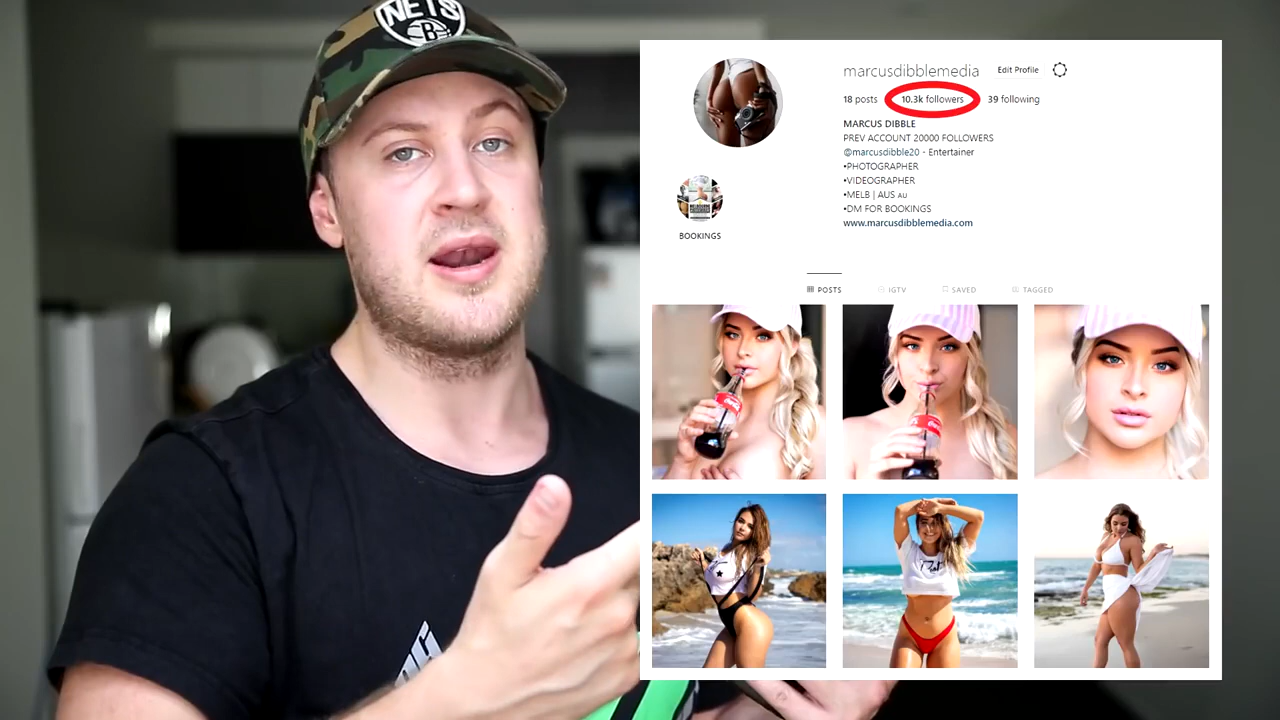 NETS
B
marcusdibblemedia Edit Profile
18 posts 10.3k followers 39 following
MARCUS DIBBLE
PREV ACCOUNT 20000 FOLLOWERS
@marcusdibble20 - Entertainer
•PHOTOGRAPHER
•VIDEOGRAPHER
•MELB | AUS AU
•DM FOR BOOKINGS
www.marcusdibblemedia.com
BOOKINGS
POSTS IGTV SAVED TAGGED